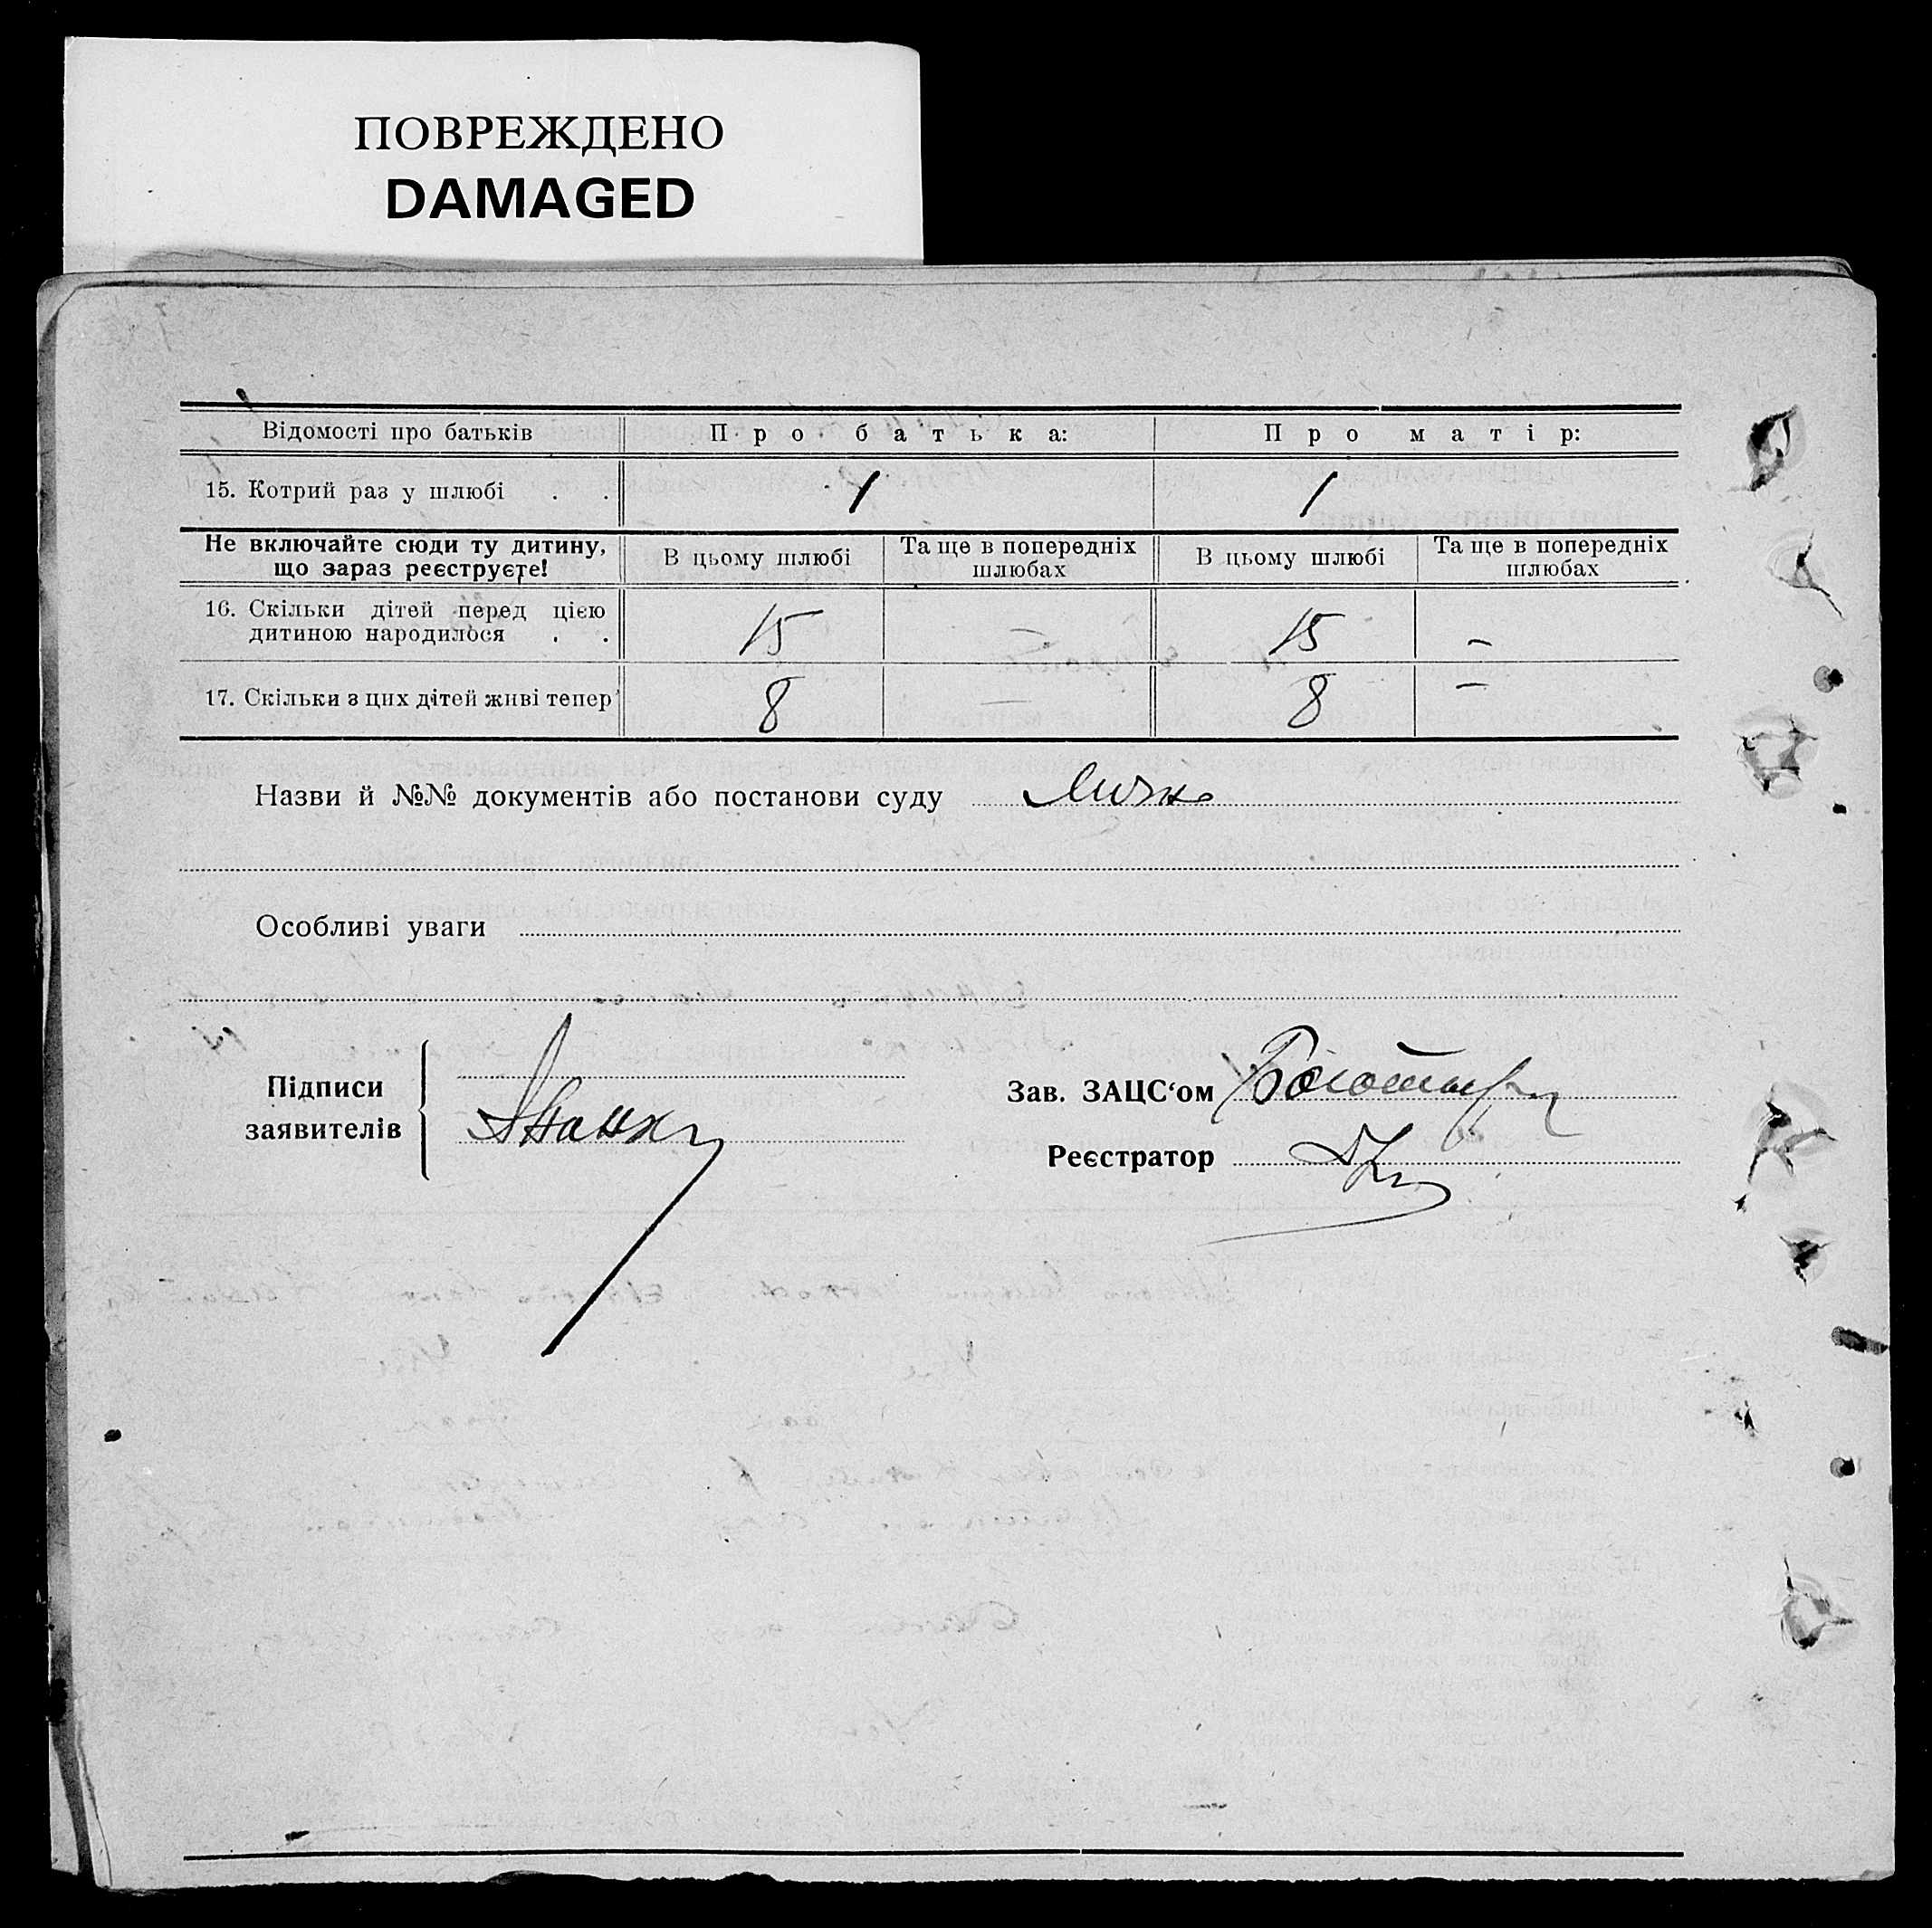 ПОВРЕЖДЕНО
DAMAGED
Відомості про батьків Про батька: Про матір:
15. Котрий раз у шлюбі . . 1 1
Не включайте сюди ту дитину, що зараз реєструєте! В цьому шлюбі Та ще в попередніх шлюбах В цьому шлюбі Та ще в попередніх шлюбах
16. Скільки дітей перед цією дитиною народилося . . 15 — 15 —
17. Скільки з цих дітей живі тепер 8 — 8 —
Назви й №№ документів або постанови суду
Особливі уваги
Підписи заявителів
Зав. ЗАЦС‘ом
Реєстратор